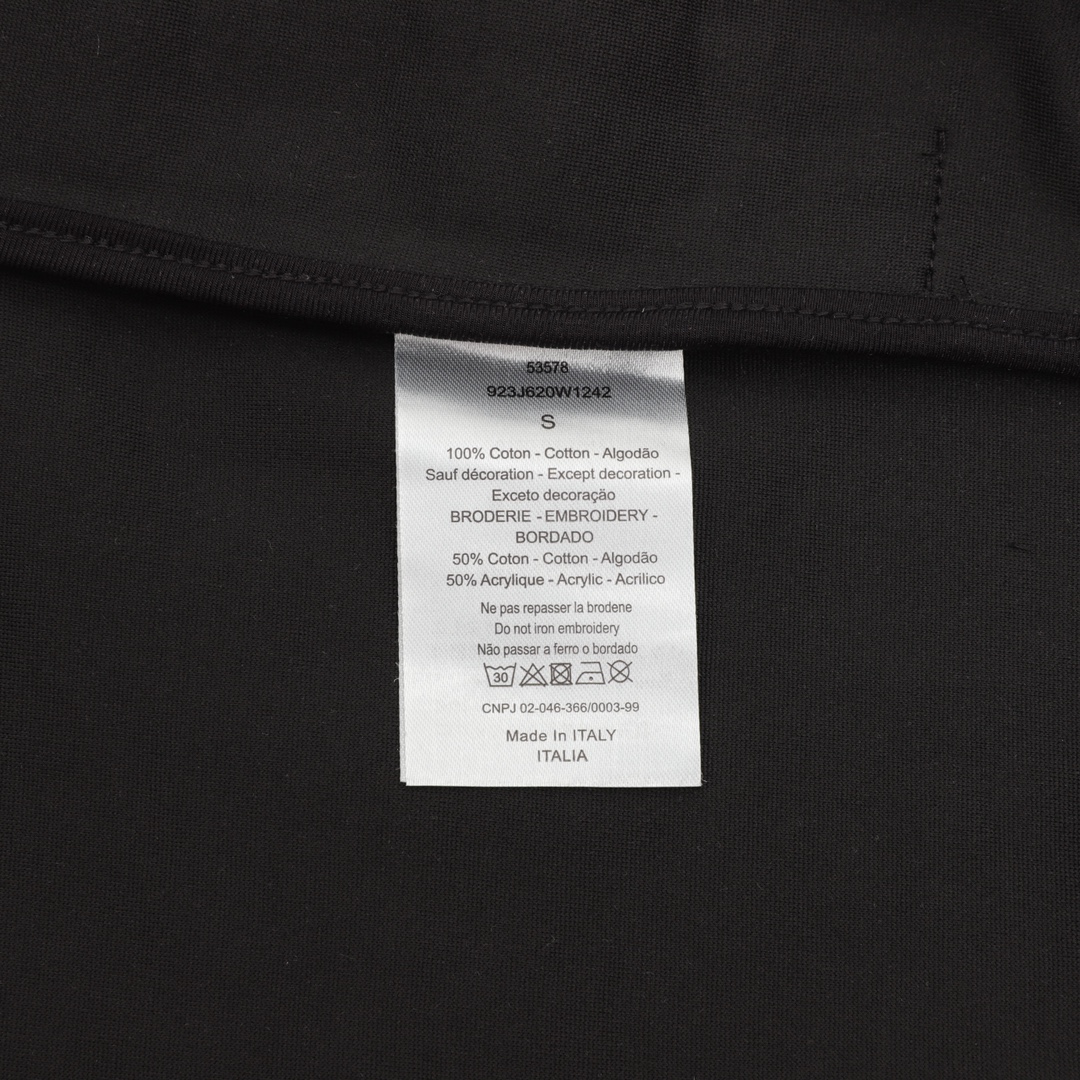 53578
923J620W1242
S
100% Coton - Cotton - Algodão
Sauf décoration - Except decoration -
Exceto decoração
BRODERIE - EMBROIDERY -
BORDADO
50% Coton - Cotton - Algodão
50% Acrylique - Acrylic - Acrilico
Ne pas repasser la brodene
Do not iron embroidery
Não passar a ferro o bordado
30
CNPJ 02-046-366/0003-99
Made In ITALY
ITALIA